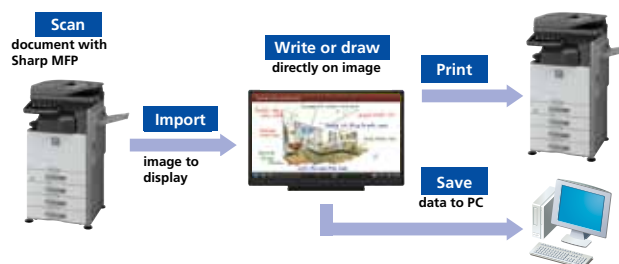 Scan
document with
Sharp MFP
Import
image to
display
Write or draw
directly on image
Print
Save
data to PC